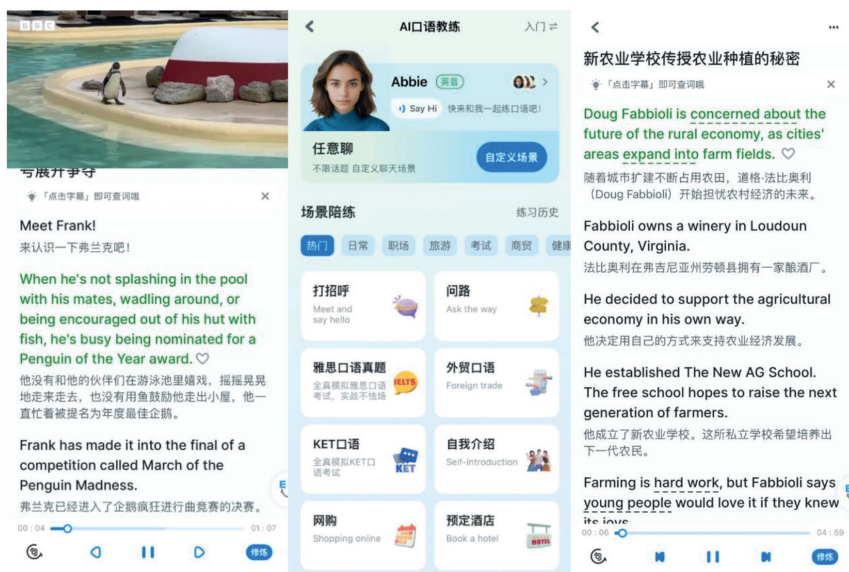 BBC
号展开争夺
「点击字幕」即可查词哦
Meet Frank!
来认识一下弗兰克吧!
When he's not splashing in the pool
with his mates, wadling around, or
being encouraged out of his hut with
fish, he's busy being nominated for a
Penguin of the Year award.
他没有和他的伙伴们在游泳池里嬉戏，摇摇晃晃
地走来走去，也没有用鱼鼓励他走出小屋，他一
直忙着被提名为年度最佳企鹅。
Frank has made it into the final of a
competition called March of the
Penguin Madness.
弗兰克已经进入了企鹅疯狂进行曲竞赛的决赛。
00:04
01:07
句
修炼
AI口语教练
入门
Abbie 英音
Say Hi 快来和我一起练口语吧!
任意聊
不限话题 自定义聊天场景
自定义场景
场景陪练
练习历史
热门 日常 职场 旅游 考试 商贸 健康
打招呼
Meet and
say hello
问路
Ask the way
雅思口语真题
全真模拟雅思口语
考试，实战不怯场
IELTS
外贸口语
Foreign trade
KET口语
全真模拟KET口
语考试
KET
自我介绍
Self-introduction
网购
Shopping online
预定酒店
Book a hotel
HOTEL
新农业学校传授农业种植的秘密
「点击字幕」即可查词哦
Doug Fabbioli is concerned about the
future of the rural economy, as cities'
areas expand into farm fields.
随着城市扩建不断占用农田，道格·法比奥利
（Doug Fabbioli）开始担忧农村经济的未来。
Fabbioli owns a winery in Loudoun
County, Virginia.
法比奥利在弗吉尼亚州劳顿县拥有一家酿酒厂。
He decided to support the agricultural
economy in his own way.
他决定用自己的方式来支持农业经济发展。
He established The New AG School.
The free school hopes to raise the next
generation of farmers.
他成立了新农业学校。这所私立学校希望培养出
下一代农民。
Farming is hard work, but Fabbioli says
young people would love it if they knew
its joys
00:06
04:59
句
修炼